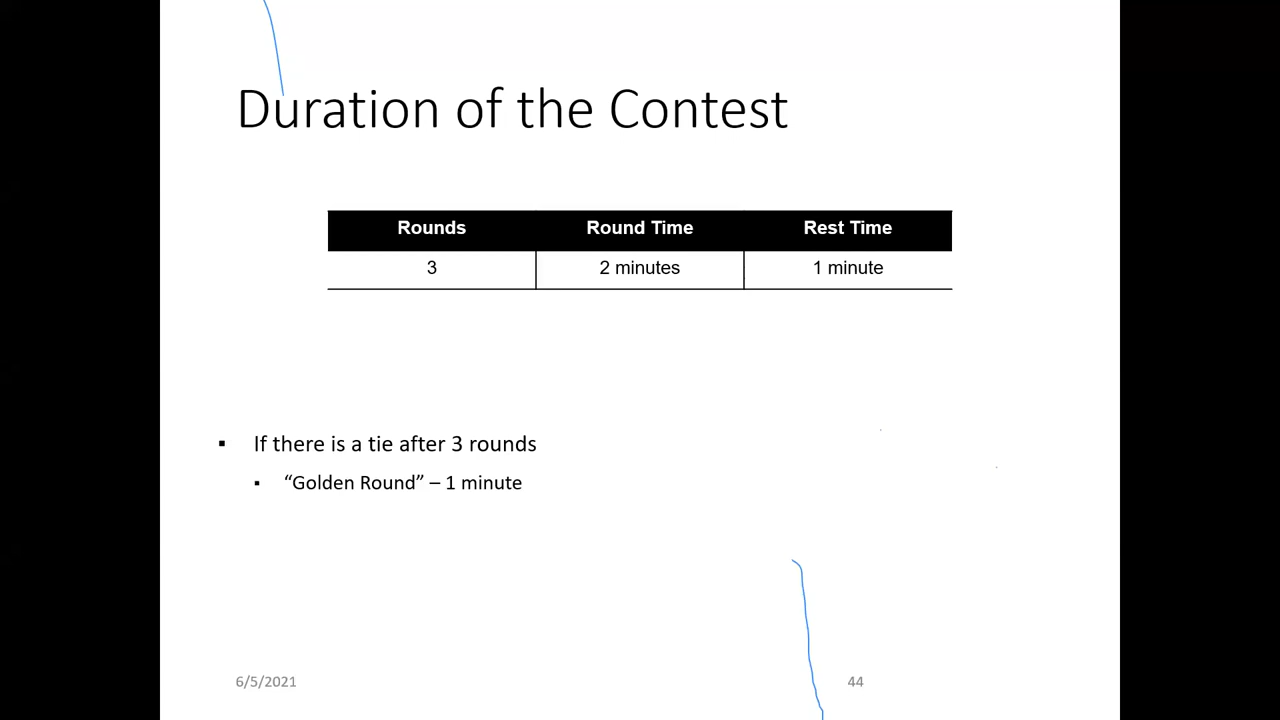 Duration of the Contest
Rounds Round Time Rest Time
3 2 minutes 1 minute
▪ If there is a tie after 3 rounds
▪ “Golden Round” – 1 minute
6/5/2021 44